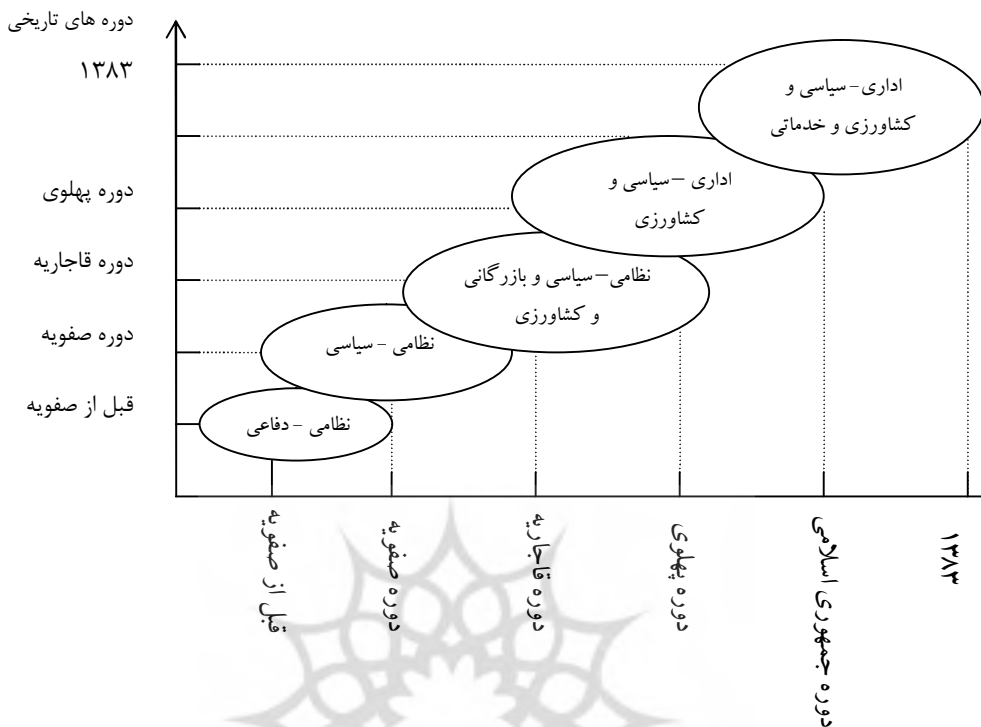 دوره های تاریخی
۱۳۸۳
اداری – سیاسی و
کشاورزی و خدماتی
دوره پهلوی
اداری – سیاسی و
کشاورزی
دوره قاجاریه
نظامی – سیاسی و بازرگانی
و کشاورزی
دوره صفویه
نظامی – سیاسی
قبل از صفویه
نظامی – دفاعی
قبل از صفویه
دوره صفویه
دوره قاجاریه
دوره پهلوی
دوره جمهوری اسلامی
۱۳۸۳